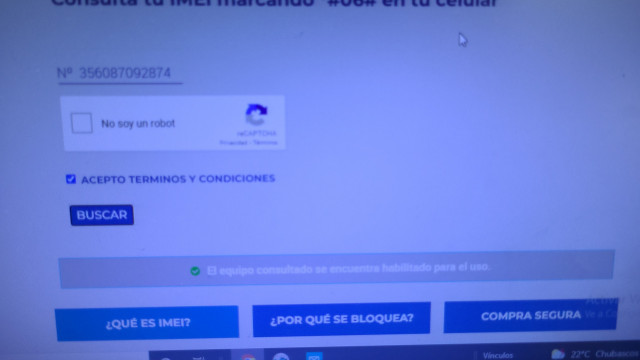 Consulta tu IMEI marcando *#06# en tu celular
Nº 356087092874
No soy un robot
reCAPTCHA
Privacidad - Términos
ACEPTO TERMINOS Y CONDICIONES
BUSCAR
El equipo consultado se encuentra habilitado para el uso.
¿QUÉ ES IMEI?
¿POR QUÉ SE BLOQUEA?
COMPRA SEGURA
Vínculos
22°C